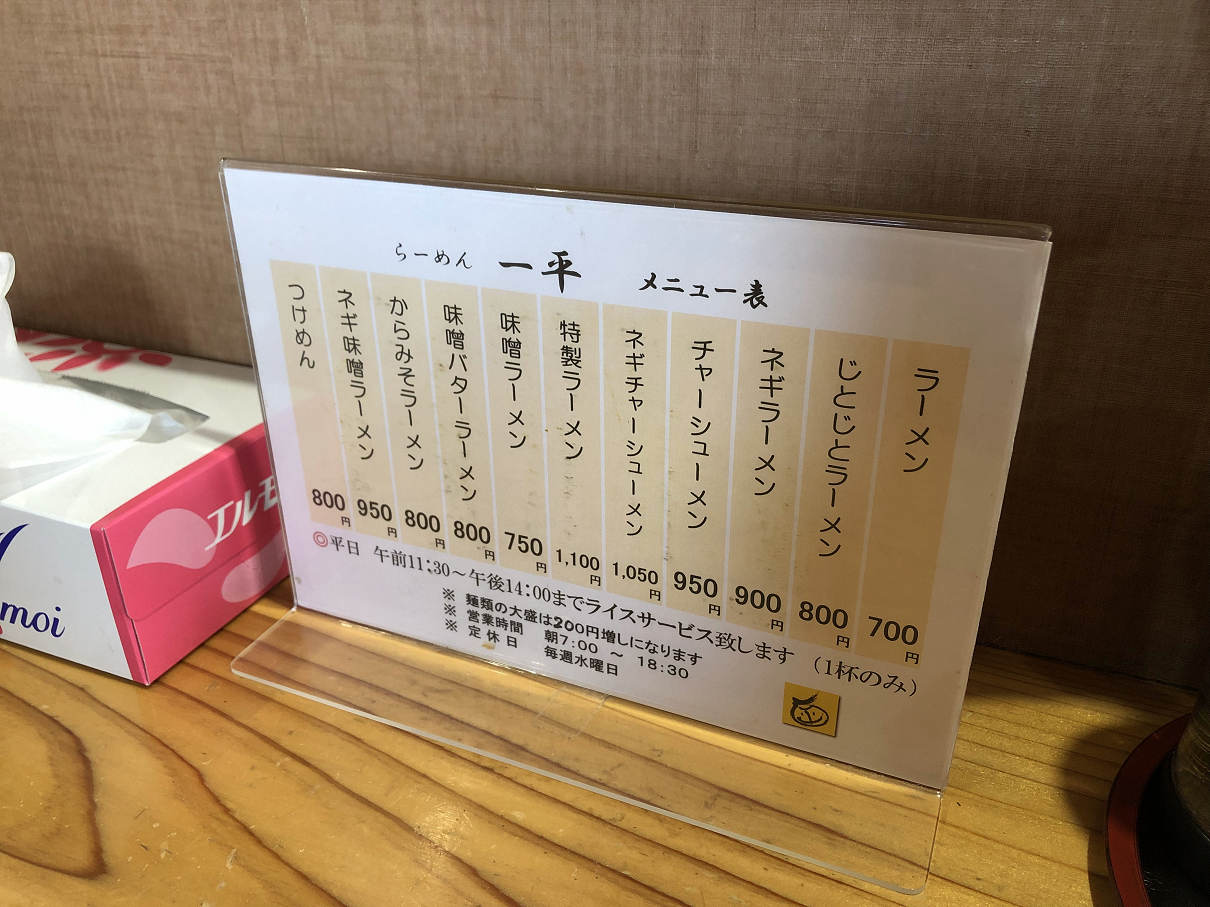 らーめん 一平 メニュー表
ラーメン 700円
じとじとラーメン 800円
ネギラーメン 900円
チャーシューメン 950円
ネギチャーシューメン 1,050円
特製ラーメン 1,100円
味噌ラーメン 750円
味噌バターラーメン 800円
からみそラーメン 800円
ネギ味噌ラーメン 950円
つけめん 800円
◎平日 午前11:30～午後14:00までライスサービス致します (1杯のみ)
※ 麺類の大盛は200円増しになります
※ 営業時間 朝7:00 ～ 18:30
※ 定休日 毎週水曜日
エルモ
moi